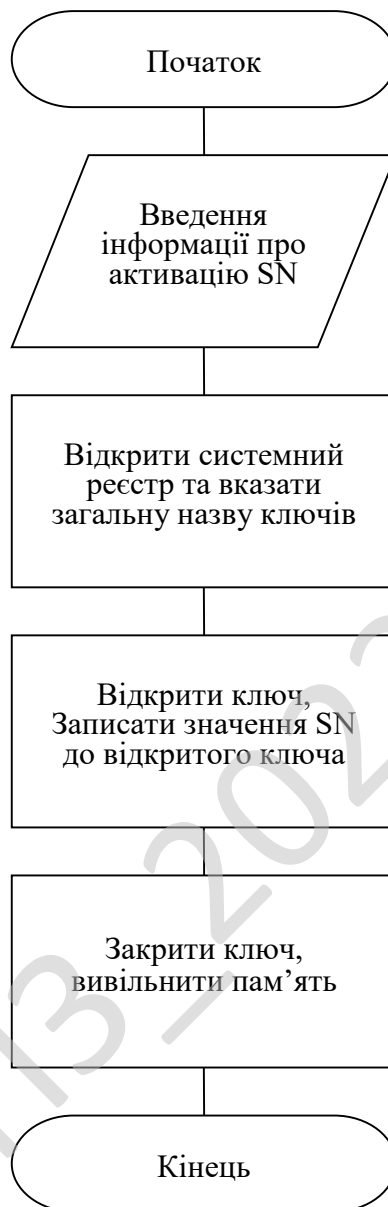 Початок
Введення
інформації про
активацію SN
Відкрити системний
реєстр та вказати
загальну назву ключів
Відкрити ключ,
Записати значення SN
до відкритого ключа
Закрити ключ,
вивільнити пам’ять
Кінець